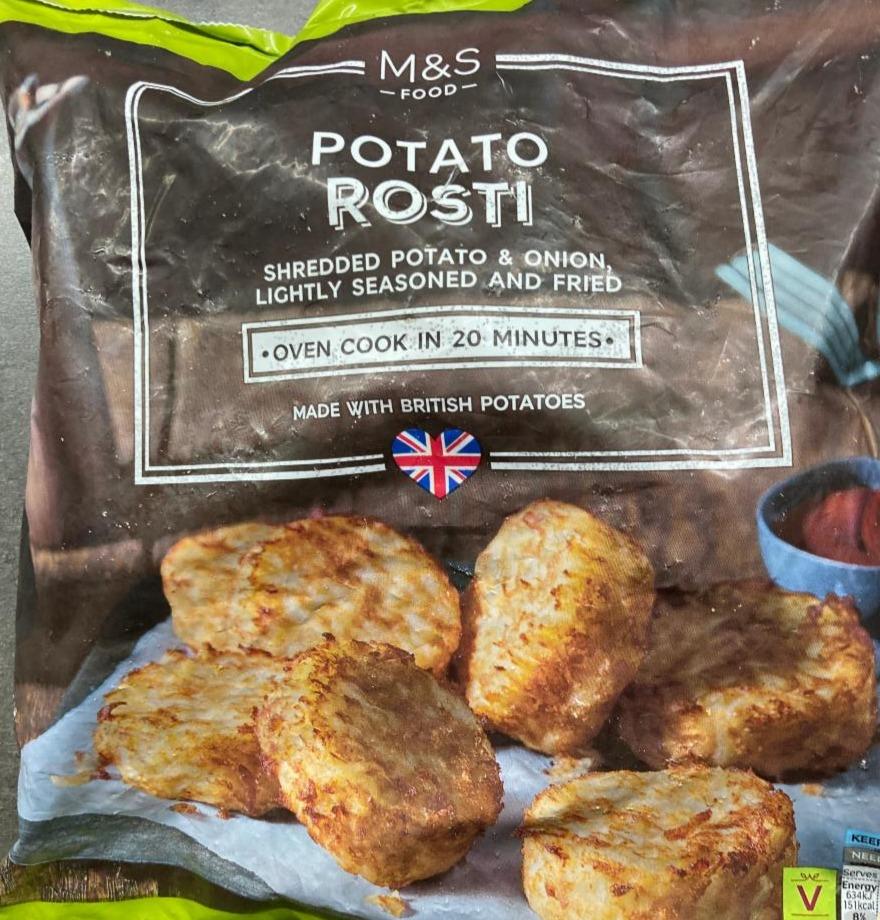 M&S
FOOD
POTATO
ROSTI
SHREDDED POTATO & ONION,
LIGHTLY SEASONED AND FRIED
•OVEN COOK IN 20 MINUTES•
MADE WITH BRITISH POTATOES
V
Serves
Energy
634kJ
151kcal
8%